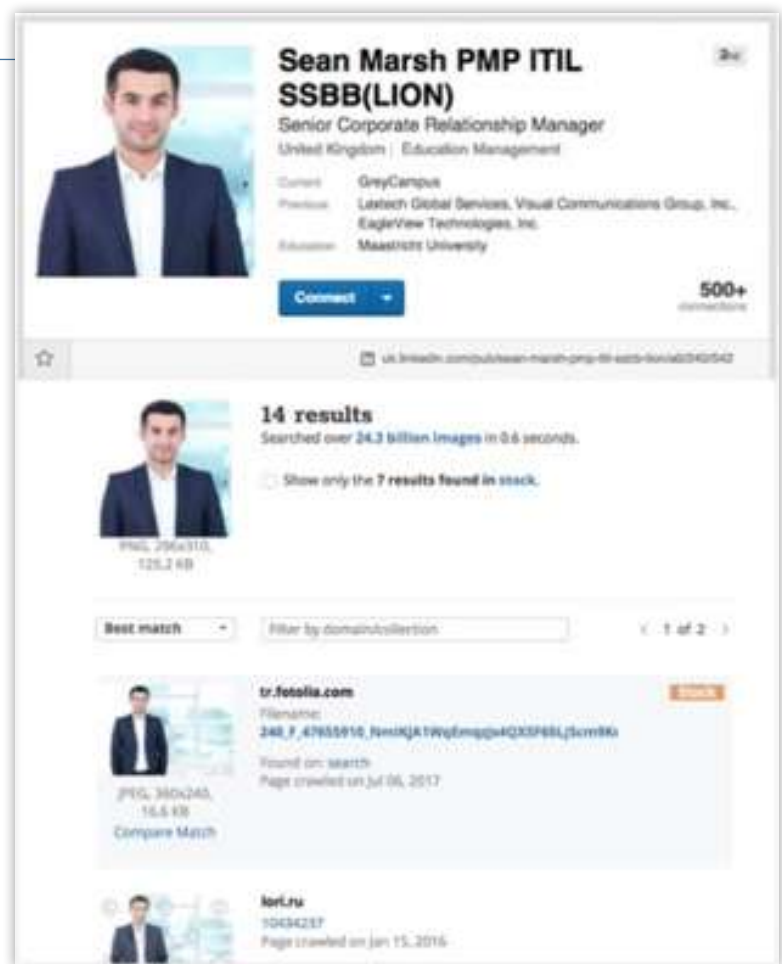 Sean Marsh PMP ITIL
SSBB(LION)
Senior Corporate Relationship Manager
United Kingdom | Education Management
Current GreyCampus
Previous Lextech Global Services, Visual Communications Group, Inc.,
EagleView Technologies, Inc.
Education Maastricht University
Connect
500+
connections
14 results
Searched over 24.3 billion images in 0.6 seconds.
Show only the 7 results found in stock.
PNG, 286x310,
125.2 KB
Best match
Filter by domain/collection
< 1 of 2 >
tr.fotolia.com
Stock
Filename:
Found on: search
Page crawled on Jul 06, 2017
JPEG, 360x240,
16.6 KB
Compare Match
lori.ru
10434237
Page crawled on Jan 15, 2016